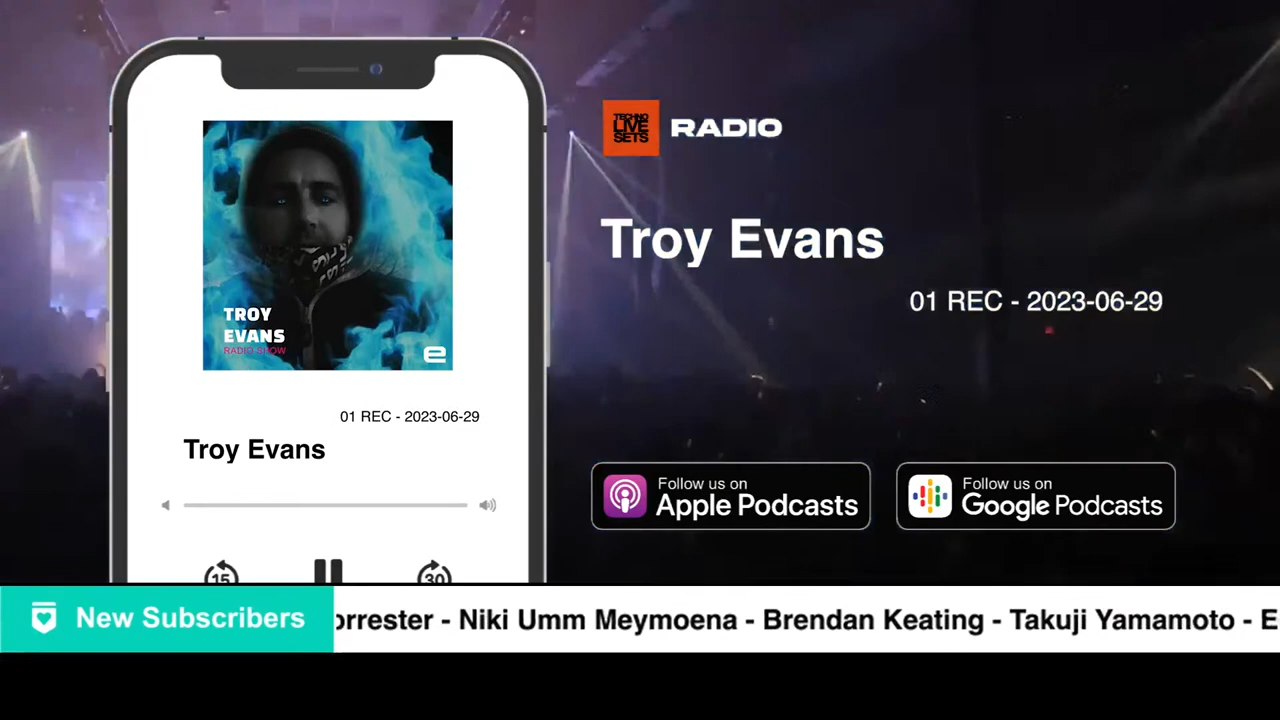 TROY
EVANS
RADIO SHOW
e
01 REC - 2023-06-29
Troy Evans
15
30
TECHNO
LIVE
SETS
RADIO
Troy Evans
01 REC - 2023-06-29
Follow us on
Apple Podcasts
Follow us on
Google Podcasts
New Subscribers
orrester - Niki Umm Meymoena - Brendan Keating - Takuji Yamamoto - E